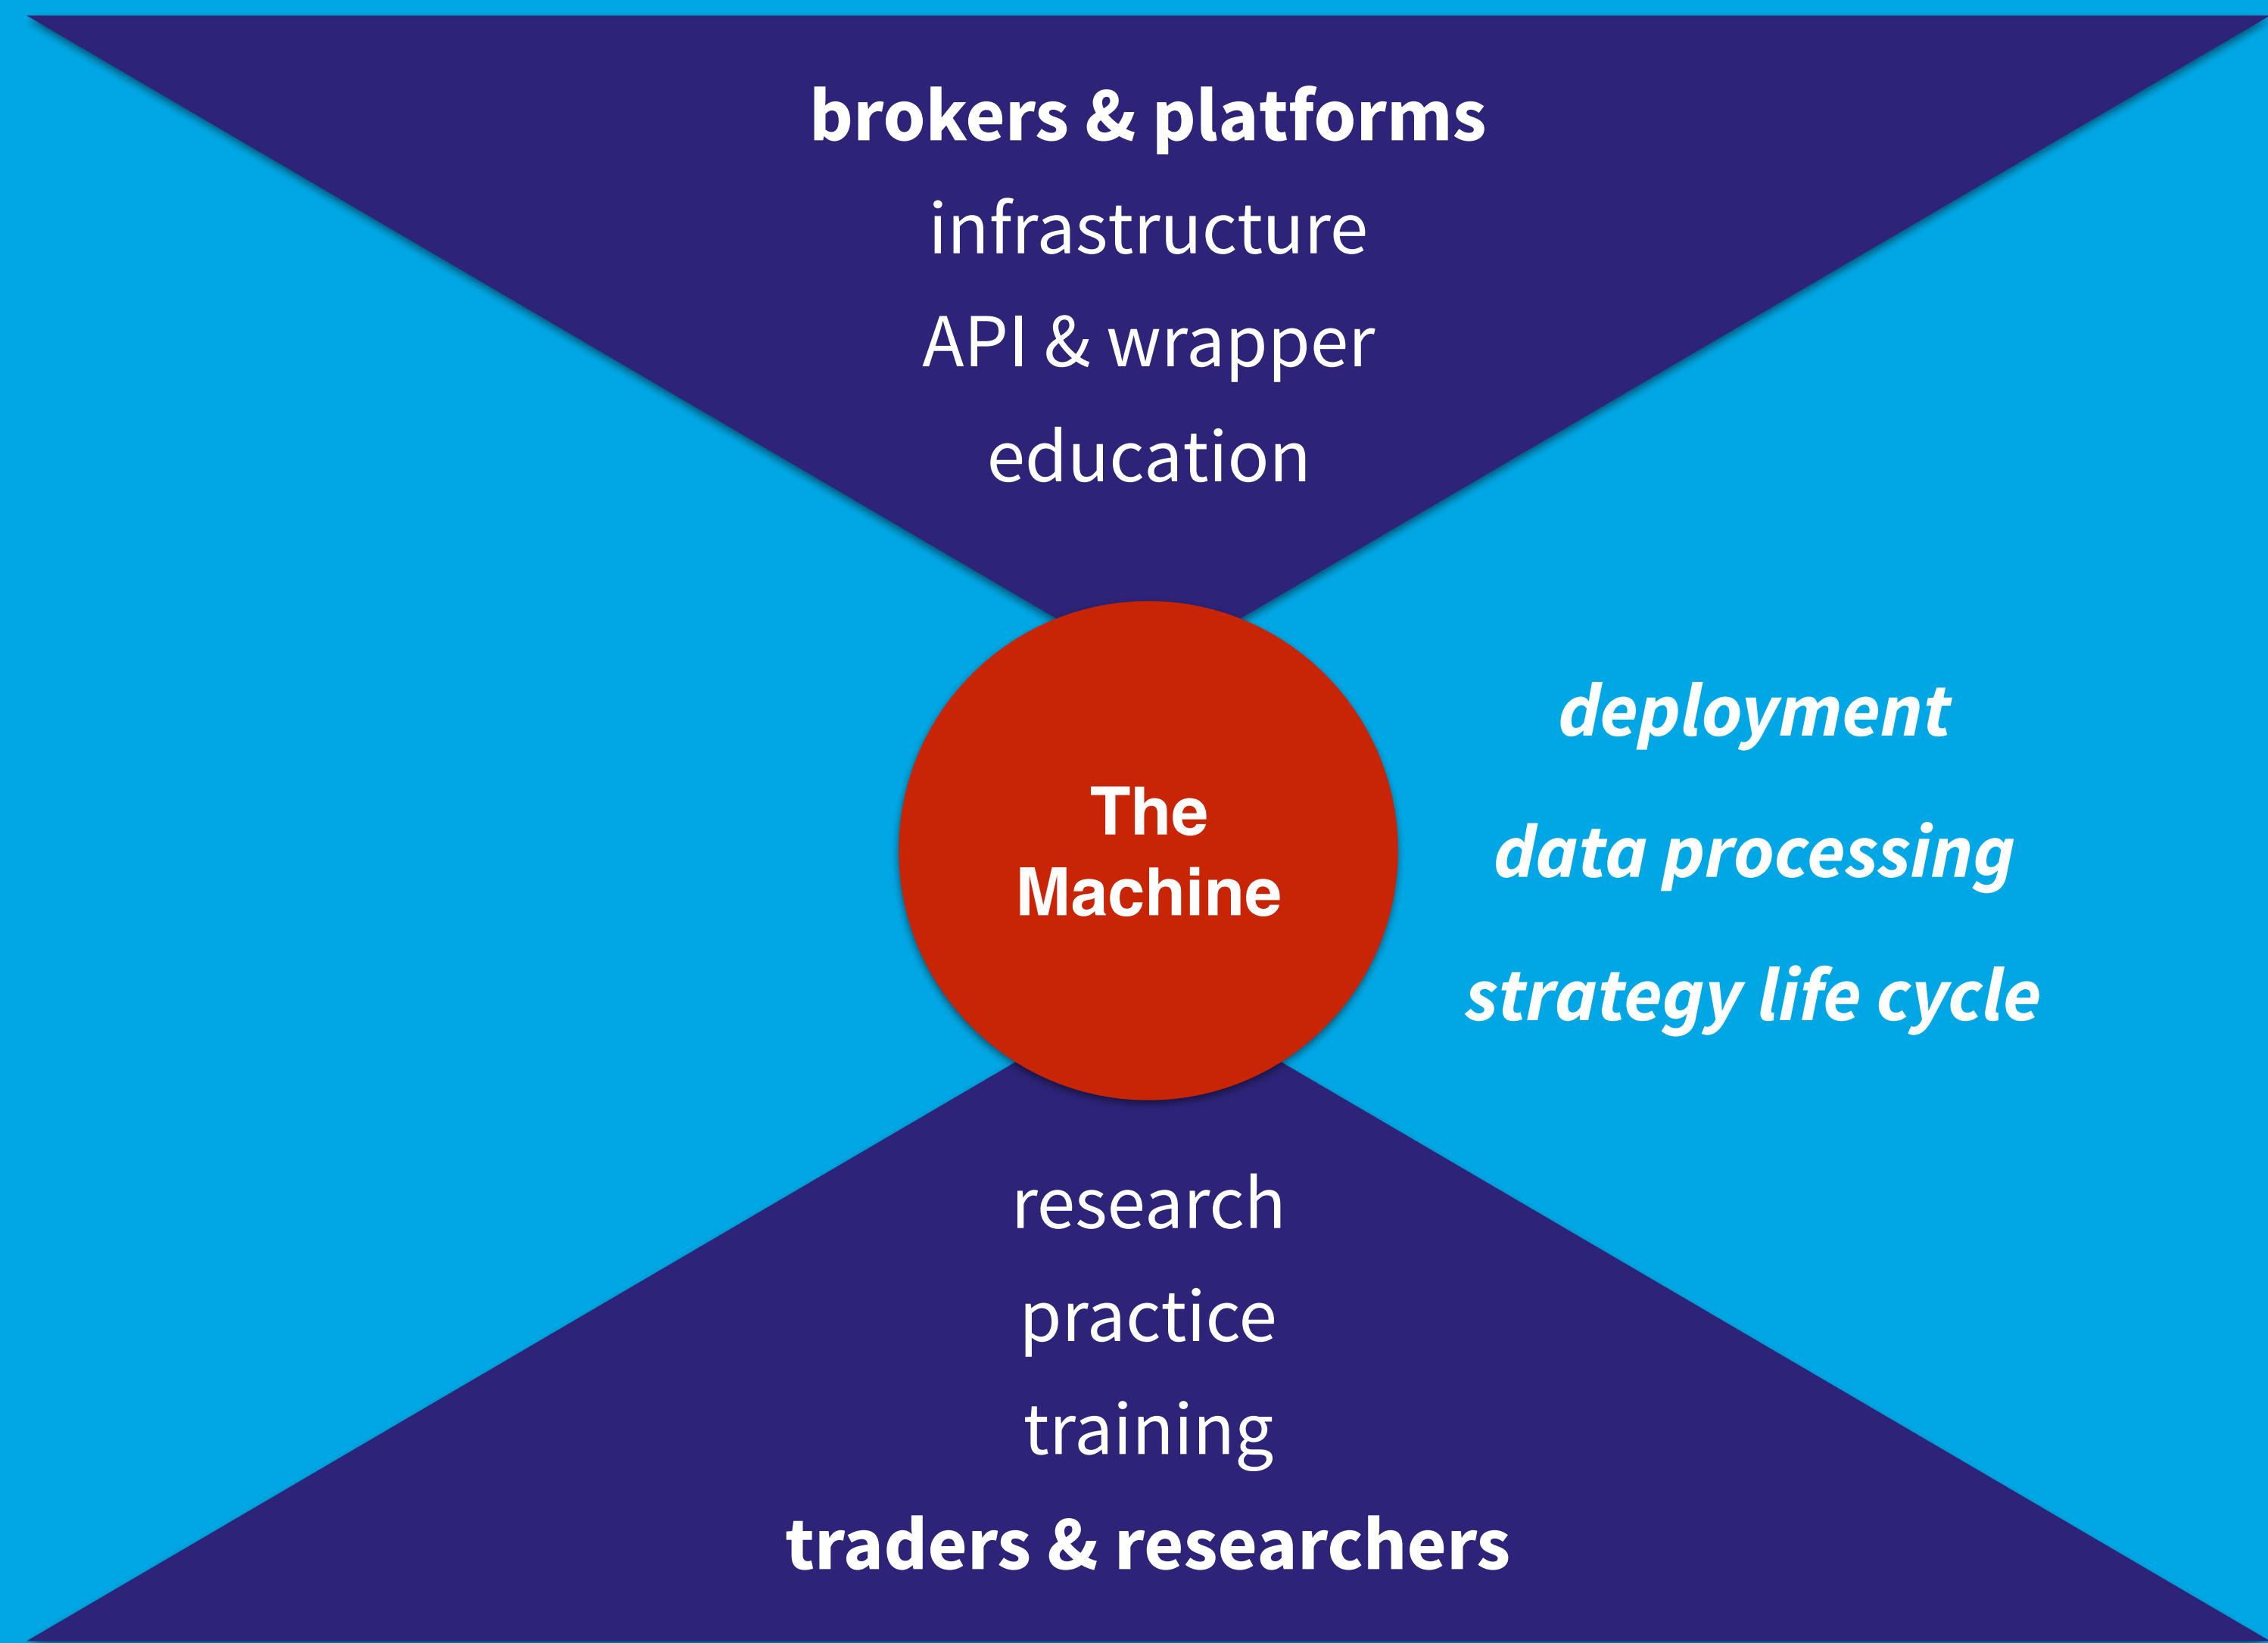 brokers & platforms
infrastructure
API & wrapper
education
The
Machine
deployment
data processing
strategy life cycle
research
practice
training
traders & researchers